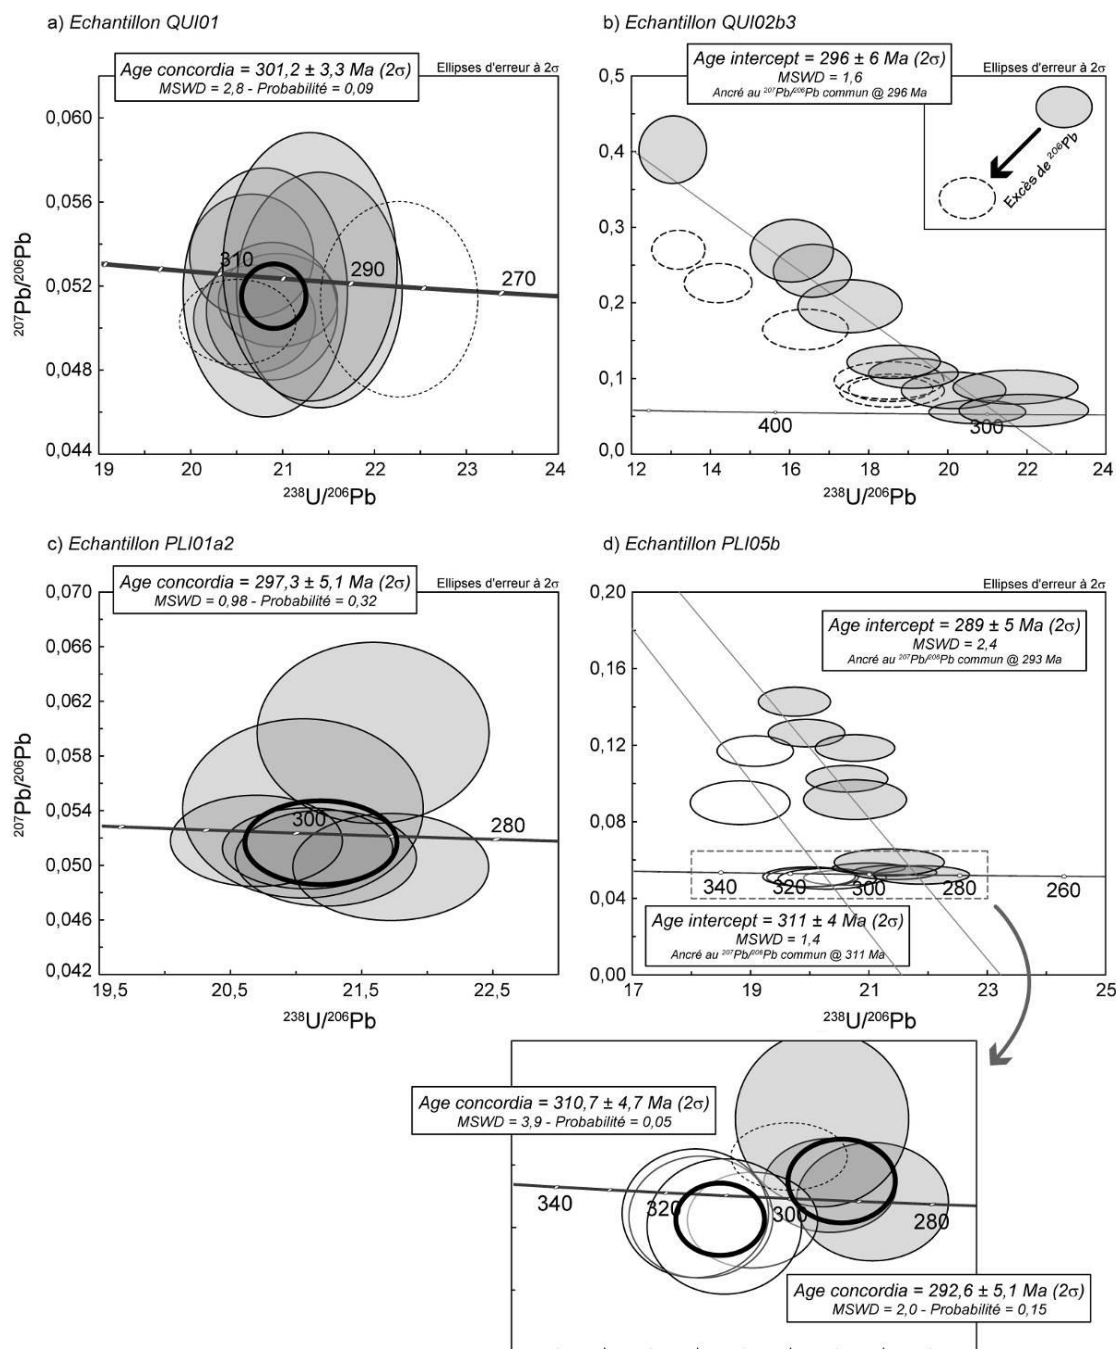 a) Echantillon QUI01
Age concordia = 301,2 ± 3,3 Ma (2σ)
MSWD = 2,8 - Probabilité = 0,09
Ellipses d'erreur à 2σ
0,060
0,056
0,052
0,048
0,044
207Pb/206Pb
310
290
270
19
20
21
22
23
24
238U/206Pb
b) Echantillon QUI02b3
Age intercept = 296 ± 6 Ma (2σ)
MSWD = 1,6
Ancré au 207Pb/206Pb commun @ 296 Ma
Ellipses d'erreur à 2σ
Excès de 206Pb
0,5
0,4
0,3
0,2
0,1
0,0
400
300
12
14
16
18
20
22
24
238U/206Pb
c) Echantillon PLI01a2
Age concordia = 297,3 ± 5,1 Ma (2σ)
MSWD = 0,98 - Probabilité = 0,32
Ellipses d'erreur à 2σ
0,070
0,066
0,062
0,058
0,054
0,050
0,046
0,042
207Pb/206Pb
300
280
19,5
20,5
21,5
22,5
238U/206Pb
d) Echantillon PLI05b
Ellipses d'erreur à 2σ
Age intercept = 289 ± 5 Ma (2σ)
MSWD = 2,4
Ancré au 207Pb/206Pb commun @ 293 Ma
0,20
0,16
0,12
0,08
0,04
0,00
340
320
300
280
260
Age intercept = 311 ± 4 Ma (2σ)
MSWD = 1,4
Ancré au 207Pb/206Pb commun @ 311 Ma
17
19
21
23
25
238U/206Pb
Age concordia = 310,7 ± 4,7 Ma (2σ)
MSWD = 3,9 - Probabilité = 0,05
340
320
300
280
Age concordia = 292,6 ± 5,1 Ma (2σ)
MSWD = 2,0 - Probabilité = 0,15